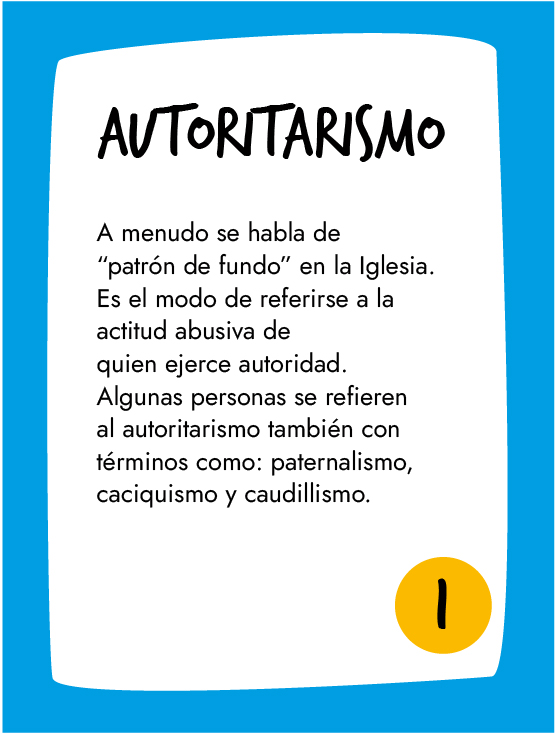 AUTORITARISMO
A menudo se habla de
“patrón de fundo” en la Iglesia.
Es el modo de referirse a la
actitud abusiva de
quien ejerce autoridad.
Algunas personas se refieren
al autoritarismo también con
términos como: paternalismo,
caciquismo y caudillismo.
1